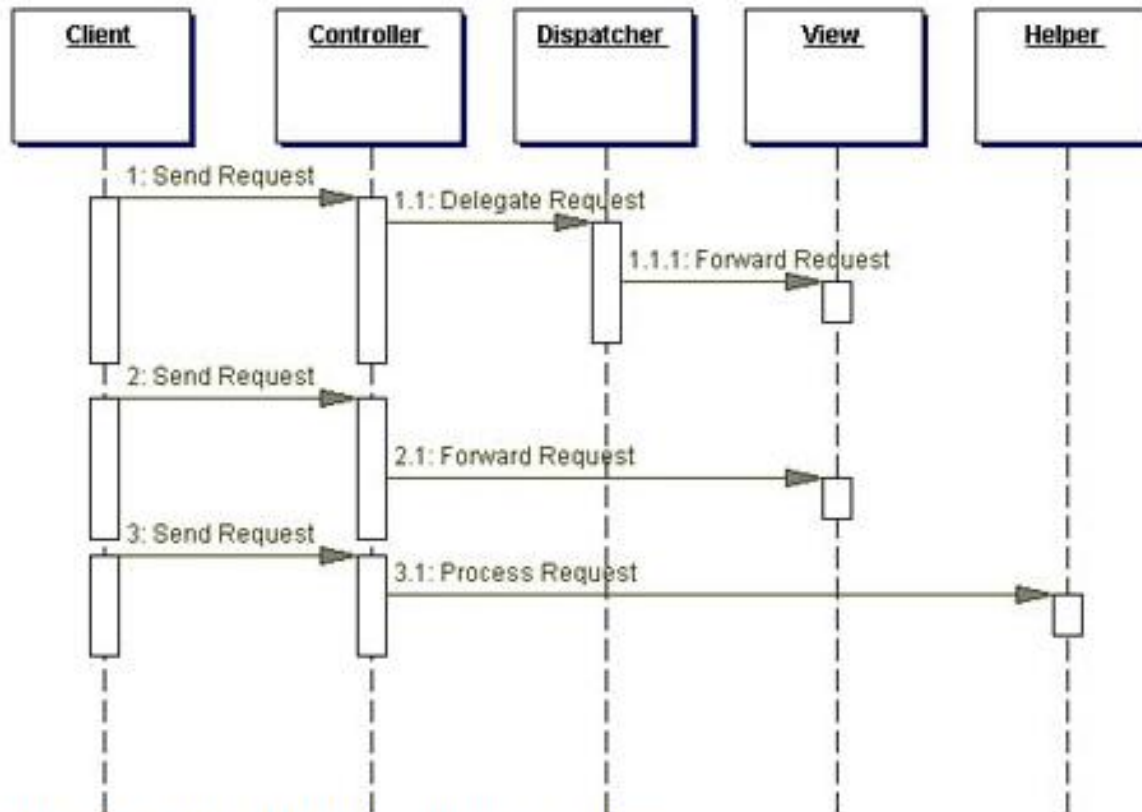 Client
Controller
Dispatcher
View
Helper
1: Send Request
1.1: Delegate Request
1.1.1: Forward Request
2: Send Request
2.1: Forward Request
3: Send Request
3.1: Process Request